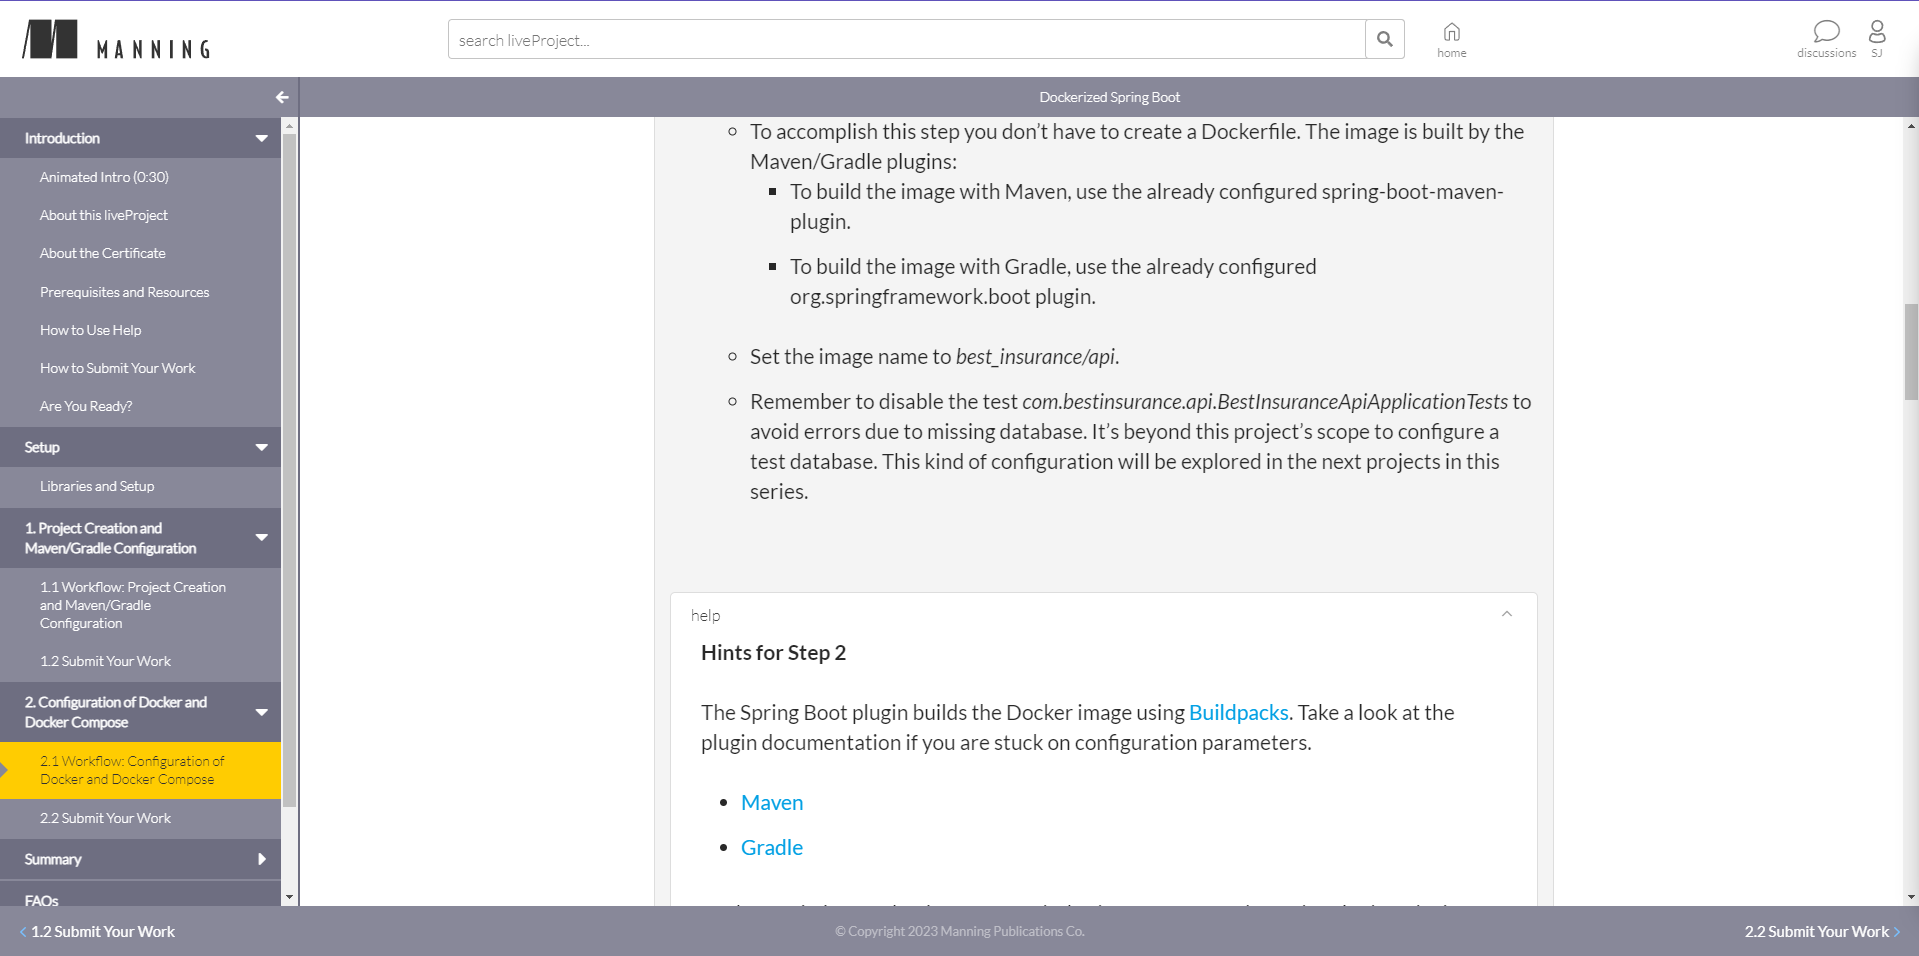 MANNING
search liveProject...
home
discussions
SJ
Dockerized Spring Boot
Introduction
Animated Intro (0:30)
About this liveProject
About the Certificate
Prerequisites and Resources
How to Use Help
How to Submit Your Work
Are You Ready?
Setup
Libraries and Setup
1. Project Creation and
Maven/Gradle Configuration
1.1 Workflow: Project Creation
and Maven/Gradle
Configuration
1.2 Submit Your Work
2. Configuration of Docker and
Docker Compose
2.1 Workflow: Configuration of
Docker and Docker Compose
2.2 Submit Your Work
Summary
FAQs
To accomplish this step you don’t have to create a Dockerfile. The image is built by the
Maven/Gradle plugins:
To build the image with Maven, use the already configured spring-boot-maven-
plugin.
To build the image with Gradle, use the already configured
org.springframework.boot plugin.
Set the image name to best_insurance/api.
Remember to disable the test com.bestinsurance.api.BestInsuranceApiApplicationTests to
avoid errors due to missing database. It’s beyond this project’s scope to configure a
test database. This kind of configuration will be explored in the next projects in this
series.
help
Hints for Step 2
The Spring Boot plugin builds the Docker image using Buildpacks. Take a look at the
plugin documentation if you are stuck on configuration parameters.
Maven
Gradle
1.2 Submit Your Work
© Copyright 2023 Manning Publications Co.
2.2 Submit Your Work